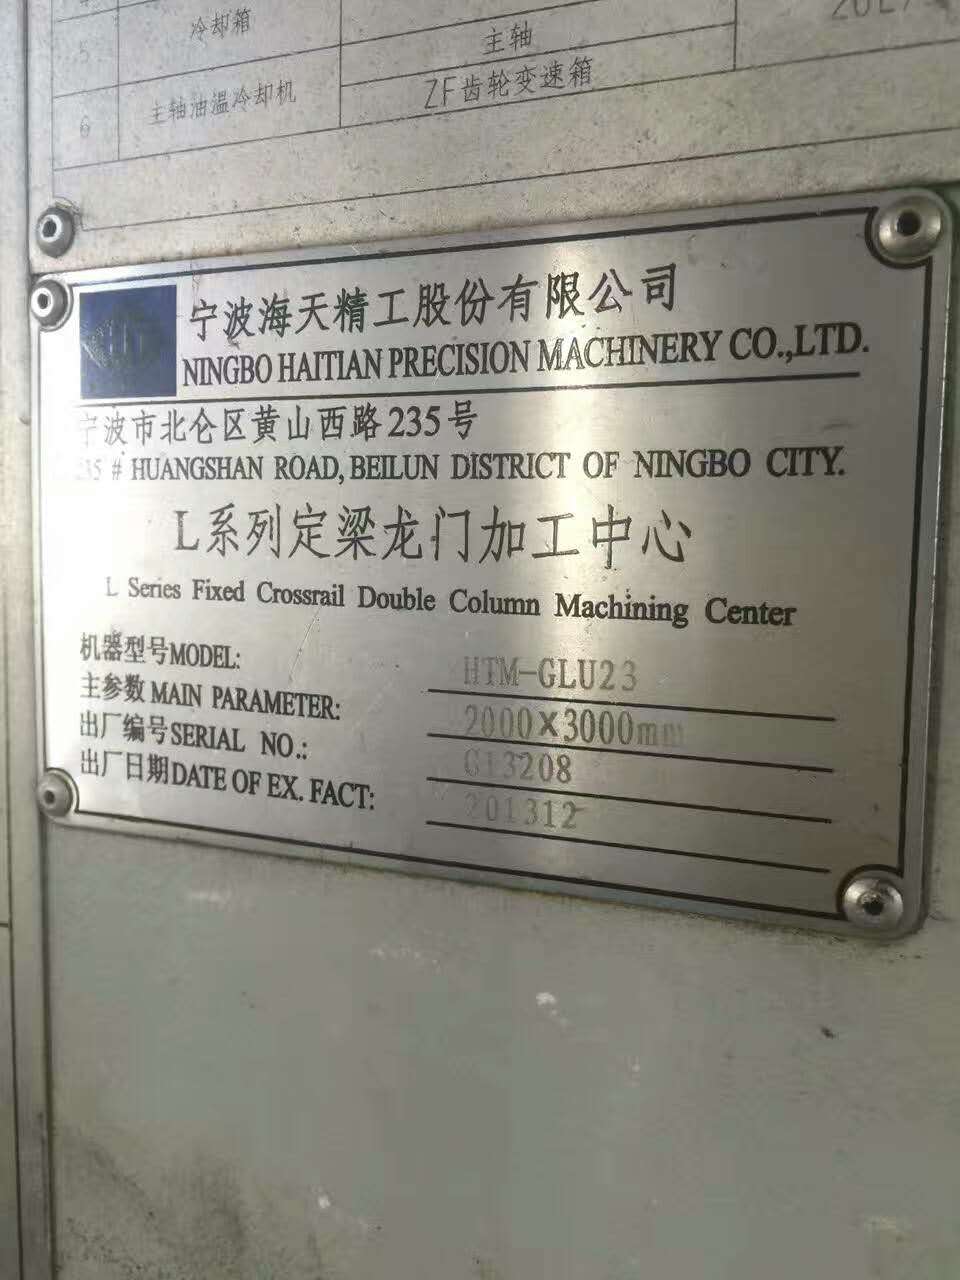 5 冷却箱 主轴
6 主轴油温冷却机 ZF齿轮变速箱
宁波海天精工股份有限公司
NINGBO HAITIAN PRECISION MACHINERY CO.,LTD.
宁波市北仑区黄山西路235号
235 # HUANGSHAN ROAD, BEILUN DISTRICT OF NINGBO CITY.
L系列定梁龙门加工中心
L Series Fixed Crossrail Double Column Machining Center
机器型号MODEL: HTM-GLU23
主参数 MAIN PARAMETER: 2000×3000mm
出厂编号SERIAL NO.: G13208
出厂日期DATE OF EX. FACT: 201312